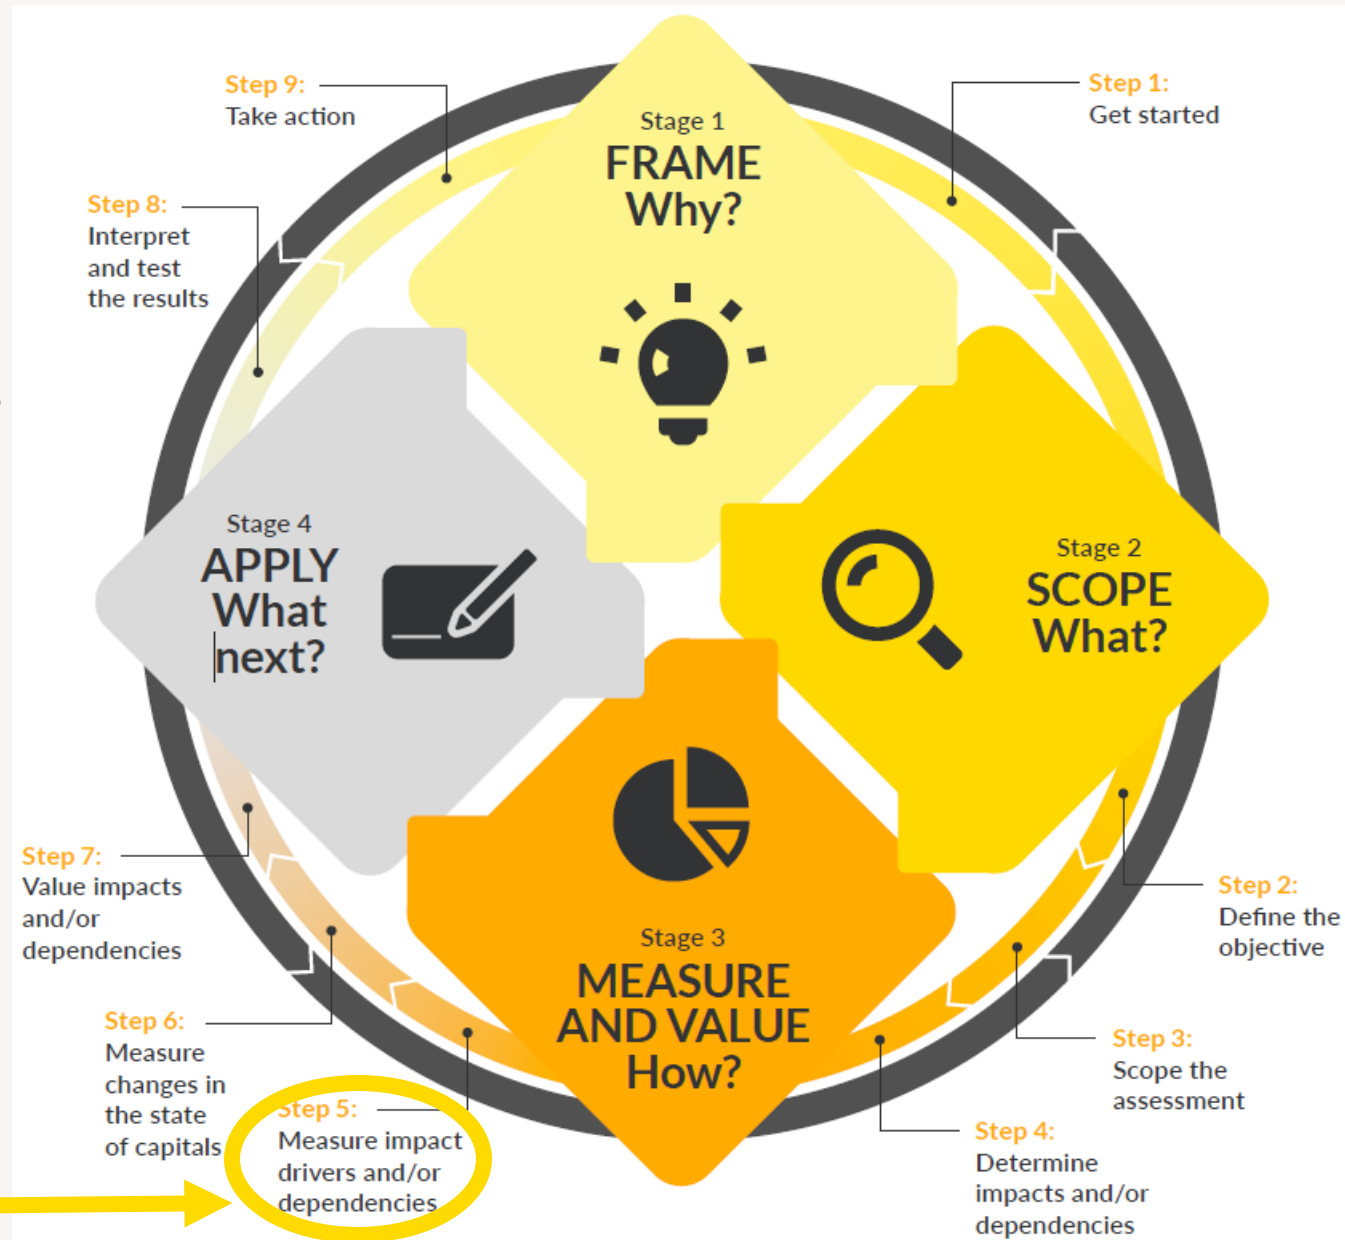 Stage 1
FRAME
Why?
Step 1:
Get started
Stage 2
SCOPE
What?
Step 2:
Define the
objective
Step 3:
Scope the
assessment
Step 4:
Determine
impacts and/or
dependencies
Stage 3
MEASURE
AND VALUE
How?
Step 5:
Measure impact
drivers and/or
dependencies
Step 6:
Measure
changes in
the state
of capitals
Step 7:
Value impacts
and/or
dependencies
Stage 4
APPLY
What
next?
Step 8:
Interpret
and test
the results
Step 9:
Take action